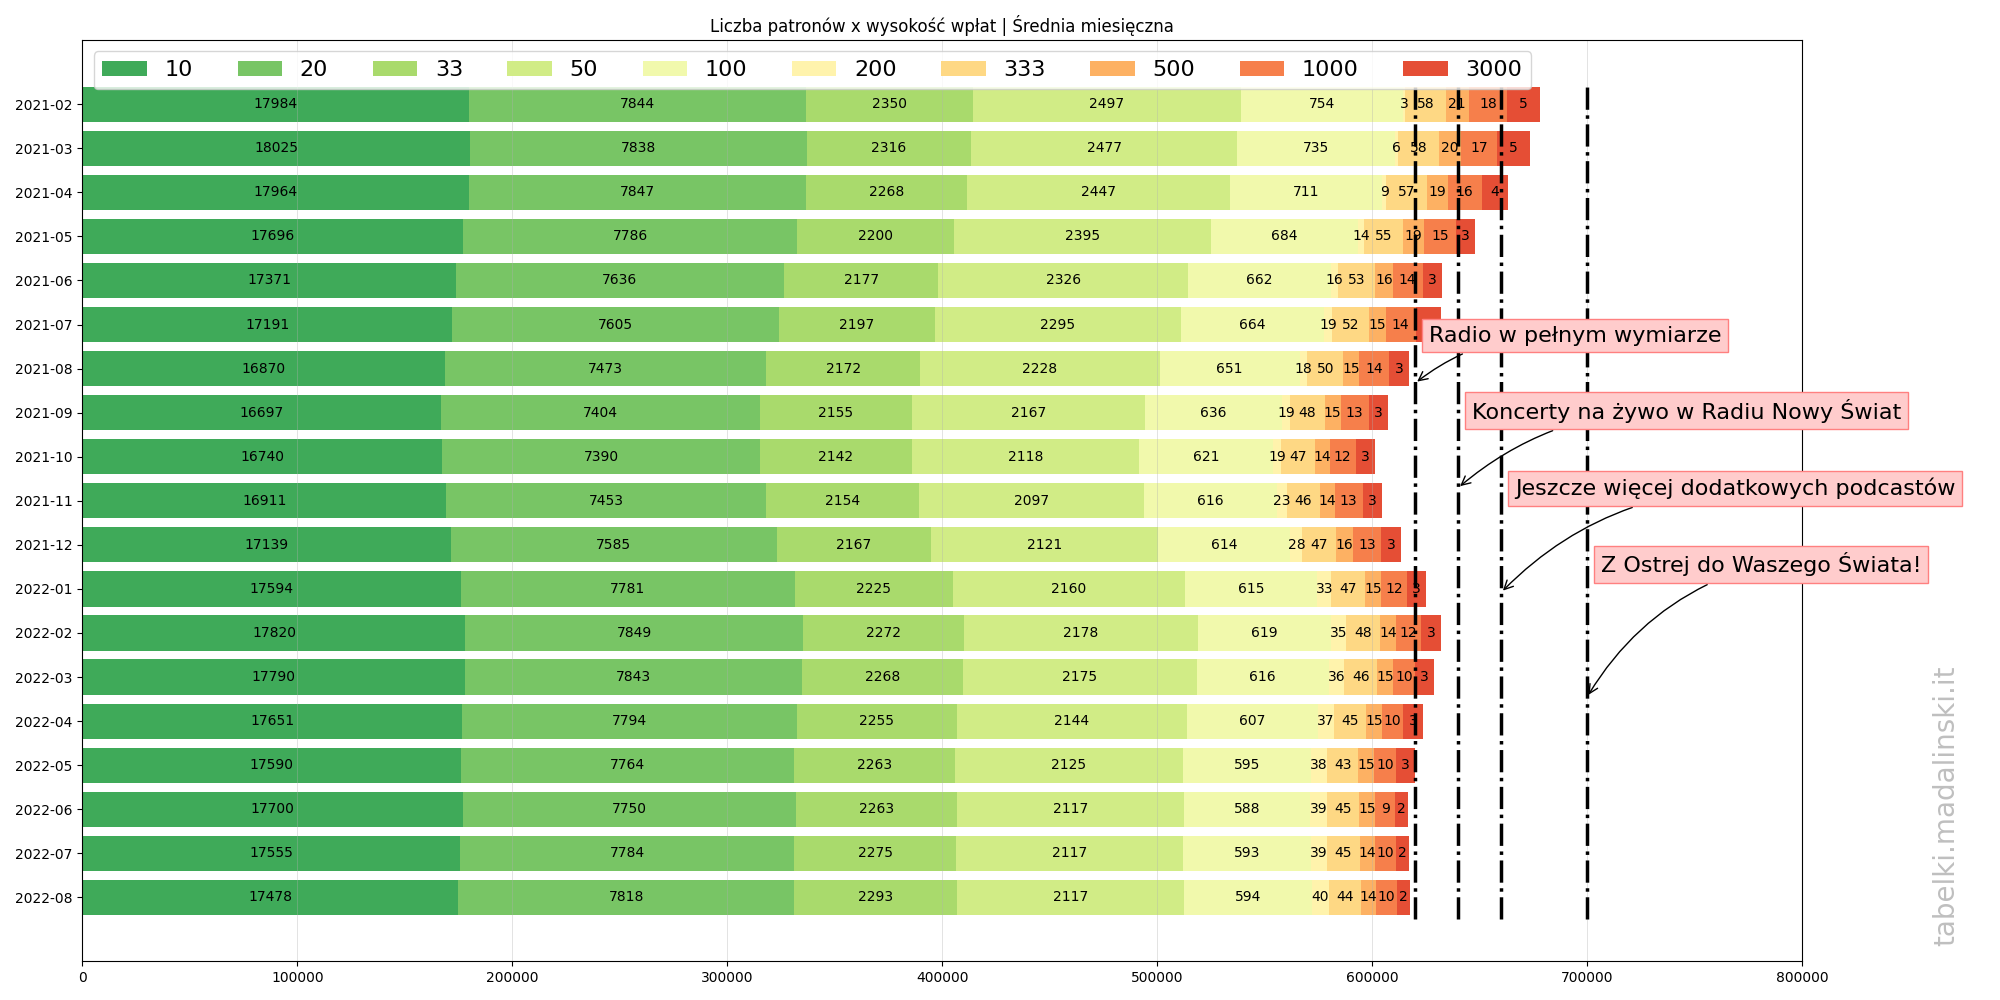 Liczba patronów x wysokość wpłat | Średnia miesięczna
10 20 33 50 100 200 333 500 1000 3000
2021-02 17984 7844 2350 2497 754 3 58 21 18 5
2021-03 18025 7838 2316 2477 735 6 58 20 17 5
2021-04 17964 7847 2268 2447 711 9 57 19 16 4
2021-05 17696 7786 2200 2395 684 14 55 19 15 3
2021-06 17371 7636 2177 2326 662 16 53 16 14 3
2021-07 17191 7605 2197 2295 664 19 52 15 14
Radio w pełnym wymiarze
2021-08 16870 7473 2172 2228 651 18 50 15 14 3
2021-09 16697 7404 2155 2167 636 19 48 15 13 3
Koncerty na żywo w Radiu Nowy Świat
2021-10 16740 7390 2142 2118 621 19 47 14 12 3
2021-11 16911 7453 2154 2097 616 23 46 14 13 3
Jeszcze więcej dodatkowych podcastów
2021-12 17139 7585 2167 2121 614 28 47 16 13 3
Z Ostrej do Waszego Świata!
2022-01 17594 7781 2225 2160 615 33 47 15 12 3
2022-02 17820 7849 2272 2178 619 35 48 14 12 3
2022-03 17790 7843 2268 2175 616 36 46 15 10 3
2022-04 17651 7794 2255 2144 607 37 45 15 10 3
2022-05 17590 7764 2263 2125 595 38 43 15 10 3
2022-06 17700 7750 2263 2117 588 39 45 15 9 2
2022-07 17555 7784 2275 2117 593 39 45 14 10 2
2022-08 17478 7818 2293 2117 594 40 44 14 10 2
0 100000 200000 300000 400000 500000 600000 700000 800000
tabelki.madalinski.it